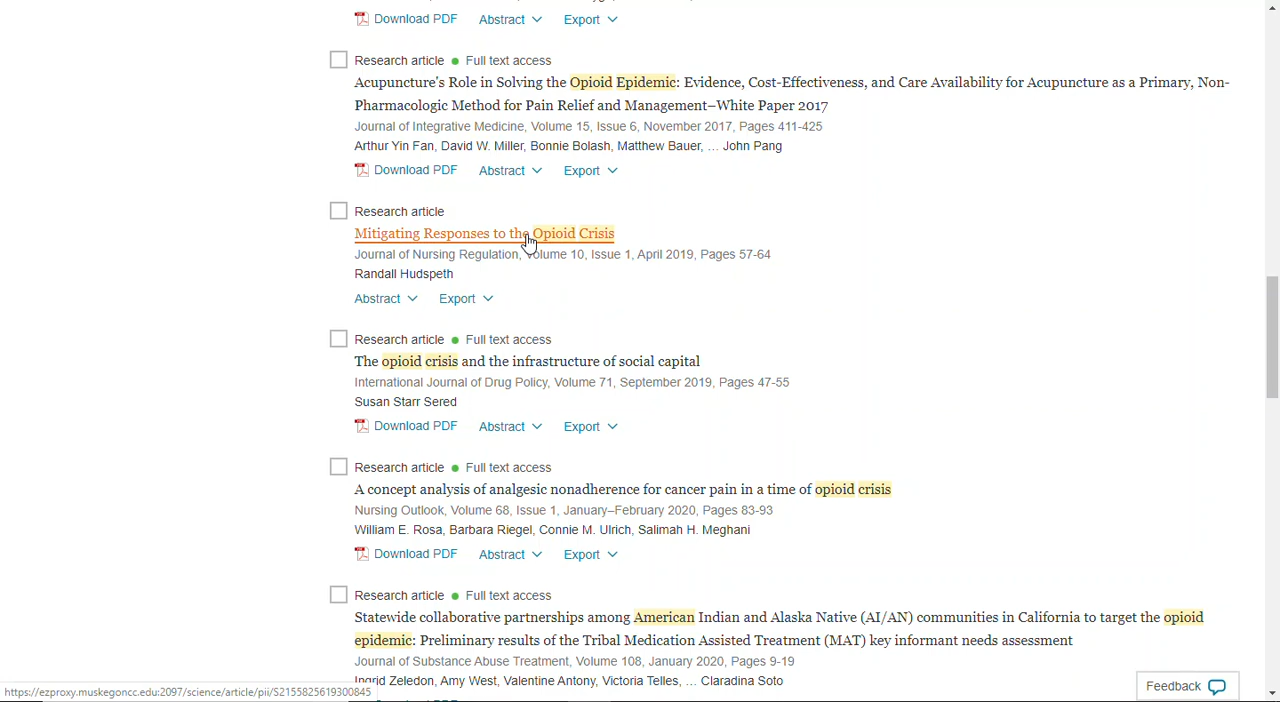 Download PDF Abstract Export
Research article Full text access
Acupuncture's Role in Solving the Opioid Epidemic: Evidence, Cost-Effectiveness, and Care Availability for Acupuncture as a Primary, Non-
Pharmacologic Method for Pain Relief and Management–White Paper 2017
Journal of Integrative Medicine, Volume 15, Issue 6, November 2017, Pages 411-425
Arthur Yin Fan, David W. Miller, Bonnie Bolash, Matthew Bauer, … John Pang
Download PDF Abstract Export
Research article
Mitigating Responses to the Opioid Crisis
Journal of Nursing Regulation, Volume 10, Issue 1, April 2019, Pages 57-64
Randall Hudspeth
Abstract Export
Research article Full text access
The opioid crisis and the infrastructure of social capital
International Journal of Drug Policy, Volume 71, September 2019, Pages 47-55
Susan Starr Sered
Download PDF Abstract Export
Research article Full text access
A concept analysis of analgesic nonadherence for cancer pain in a time of opioid crisis
Nursing Outlook, Volume 68, Issue 1, January–February 2020, Pages 83-93
William E. Rosa, Barbara Riegel, Connie M. Ulrich, Salimah H. Meghani
Download PDF Abstract Export
Research article Full text access
Statewide collaborative partnerships among American Indian and Alaska Native (AI/AN) communities in California to target the opioid
epidemic: Preliminary results of the Tribal Medication Assisted Treatment (MAT) key informant needs assessment
Journal of Substance Abuse Treatment, Volume 108, January 2020, Pages 9-19
Ingrid Zeledon, Amy West, Valentine Antony, Victoria Telles, … Claradina Soto
Feedback
https://ezproxy.muskegoncc.edu:2097/science/article/pii/S2155825619300845